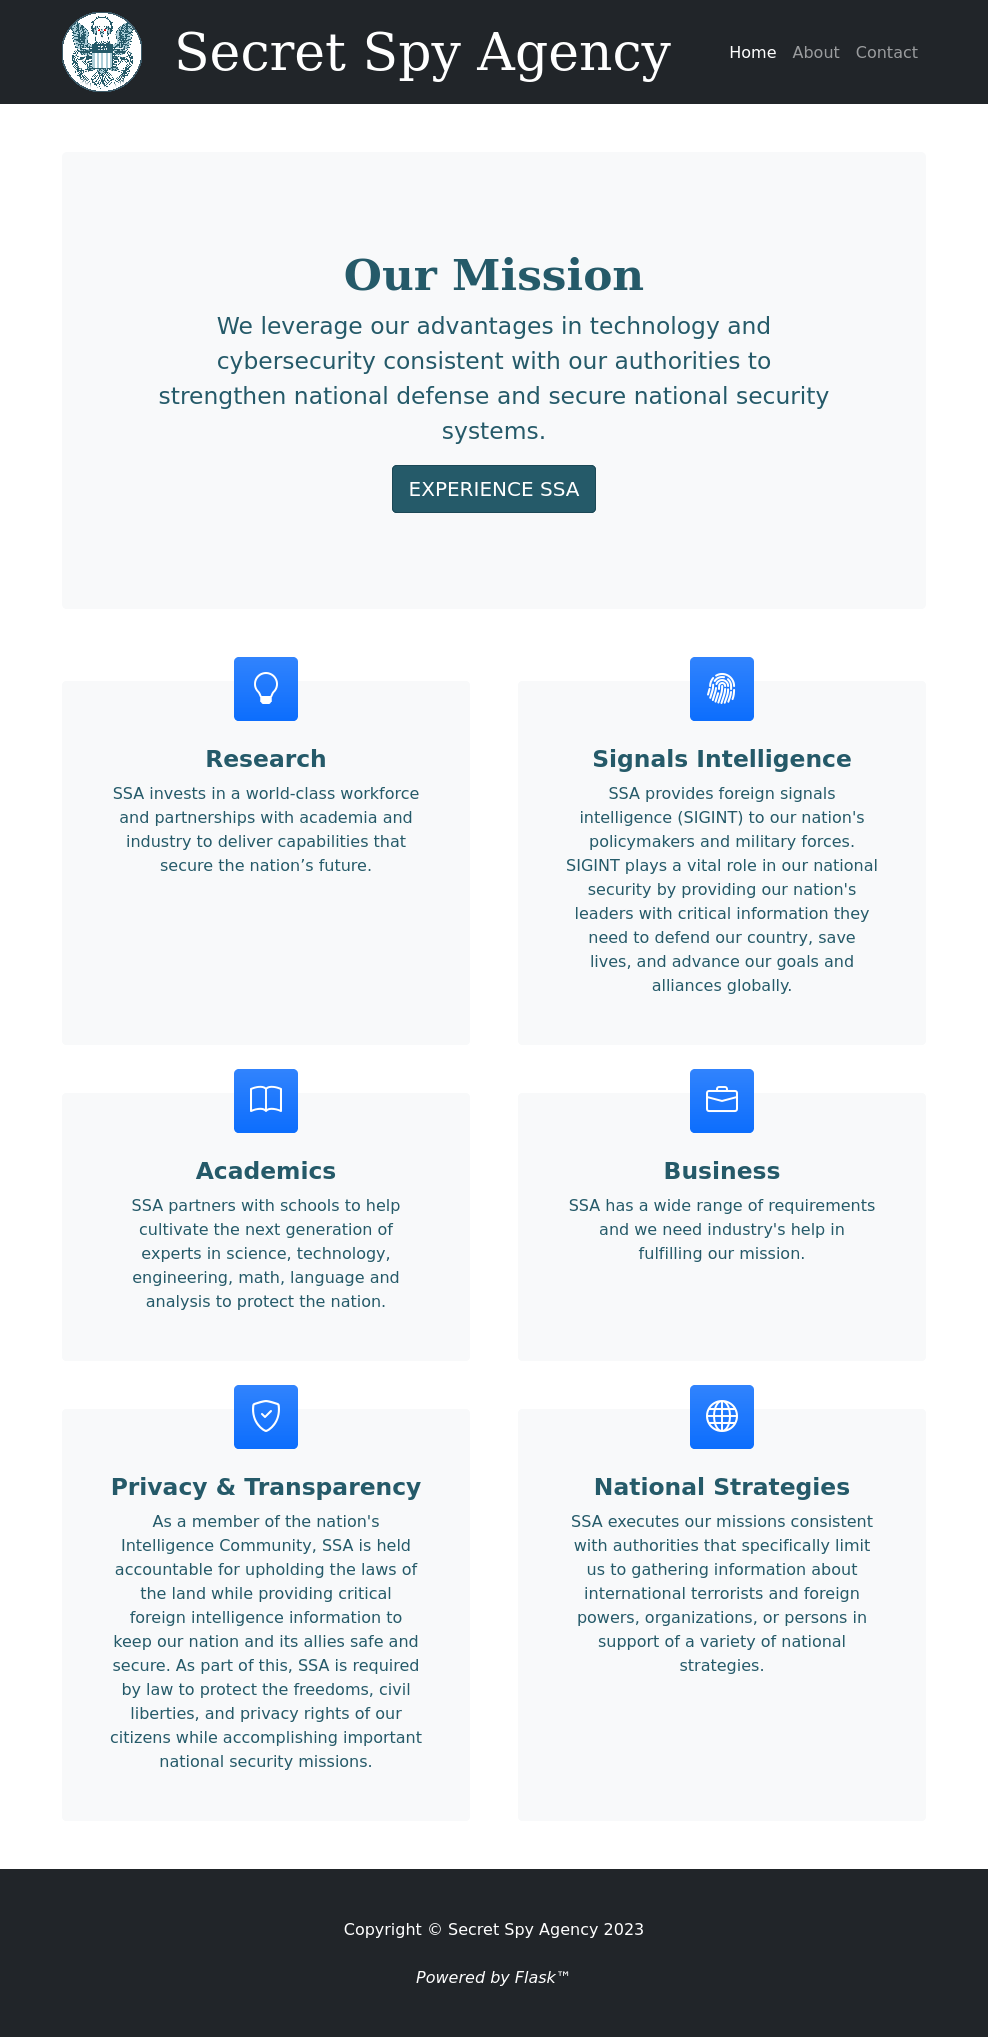 Secret Spy Agency
Home About Contact
Our Mission
We leverage our advantages in technology and
cybersecurity consistent with our authorities to
strengthen national defense and secure national security
systems.
EXPERIENCE SSA
Research
SSA invests in a world-class workforce
and partnerships with academia and
industry to deliver capabilities that
secure the nation’s future.
Signals Intelligence
SSA provides foreign signals
intelligence (SIGINT) to our nation's
policymakers and military forces.
SIGINT plays a vital role in our national
security by providing our nation's
leaders with critical information they
need to defend our country, save
lives, and advance our goals and
alliances globally.
Academics
SSA partners with schools to help
cultivate the next generation of
experts in science, technology,
engineering, math, language and
analysis to protect the nation.
Business
SSA has a wide range of requirements
and we need industry's help in
fulfilling our mission.
Privacy & Transparency
As a member of the nation's
Intelligence Community, SSA is held
accountable for upholding the laws of
the land while providing critical
foreign intelligence information to
keep our nation and its allies safe and
secure. As part of this, SSA is required
by law to protect the freedoms, civil
liberties, and privacy rights of our
citizens while accomplishing important
national security missions.
National Strategies
SSA executes our missions consistent
with authorities that specifically limit
us to gathering information about
international terrorists and foreign
powers, organizations, or persons in
support of a variety of national
strategies.
Copyright © Secret Spy Agency 2023
Powered by Flask™